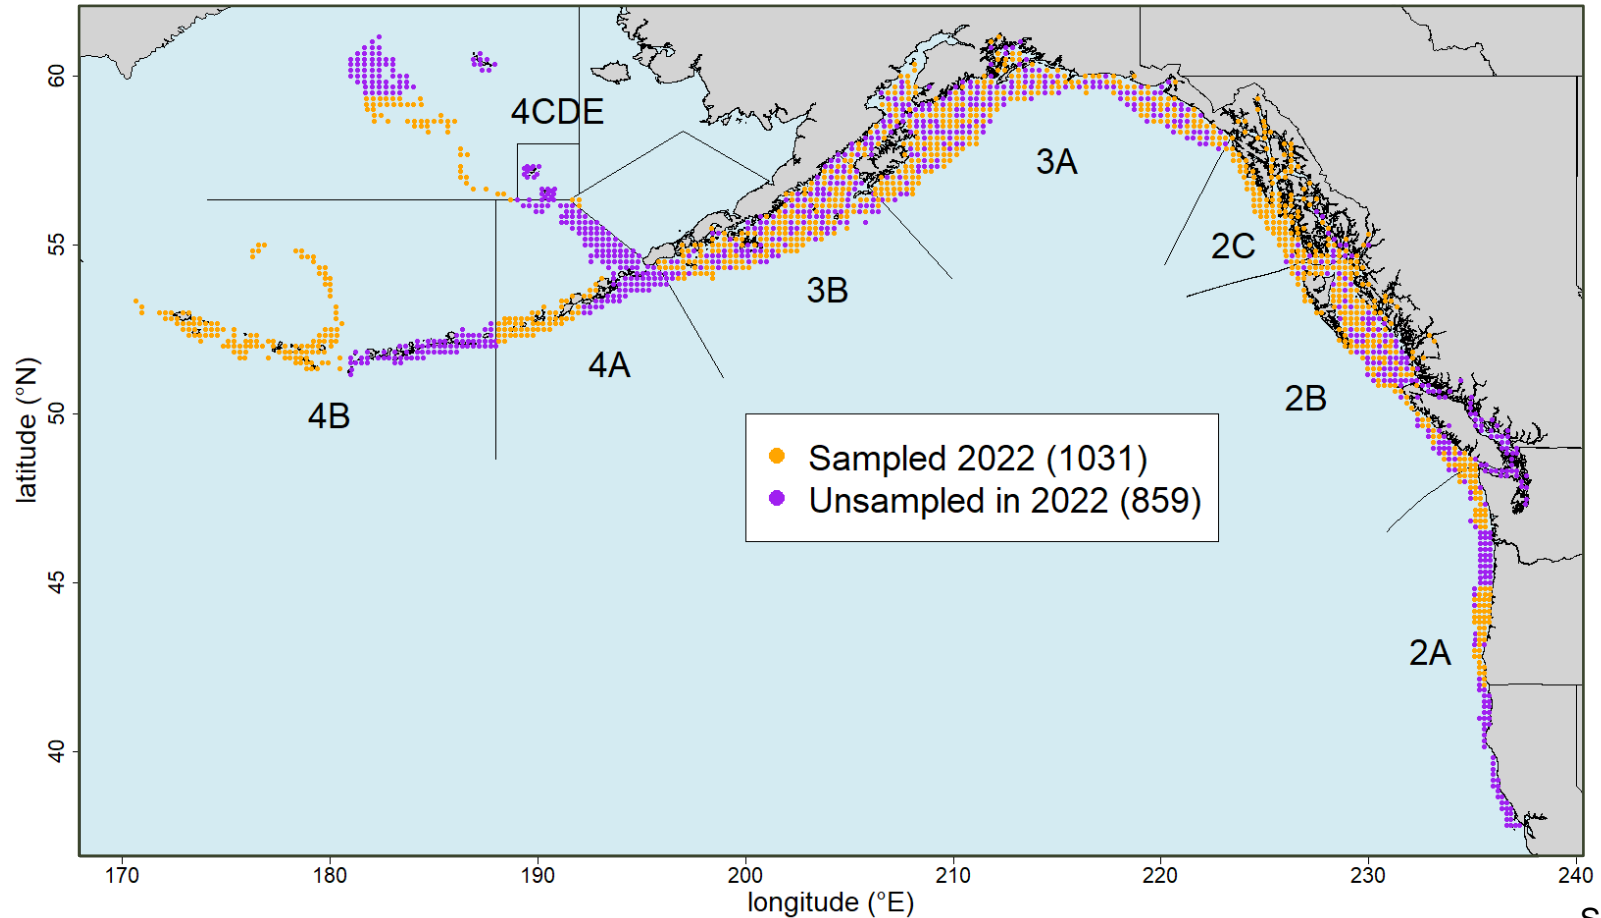 60
55
50
45
40
latitude (°N)
4CDE
3A
2C
3B
4A
2B
4B
Sampled 2022 (1031)
Unsampled in 2022 (859)
2A
170
180
190
200
210
220
230
240
longitude (°E)